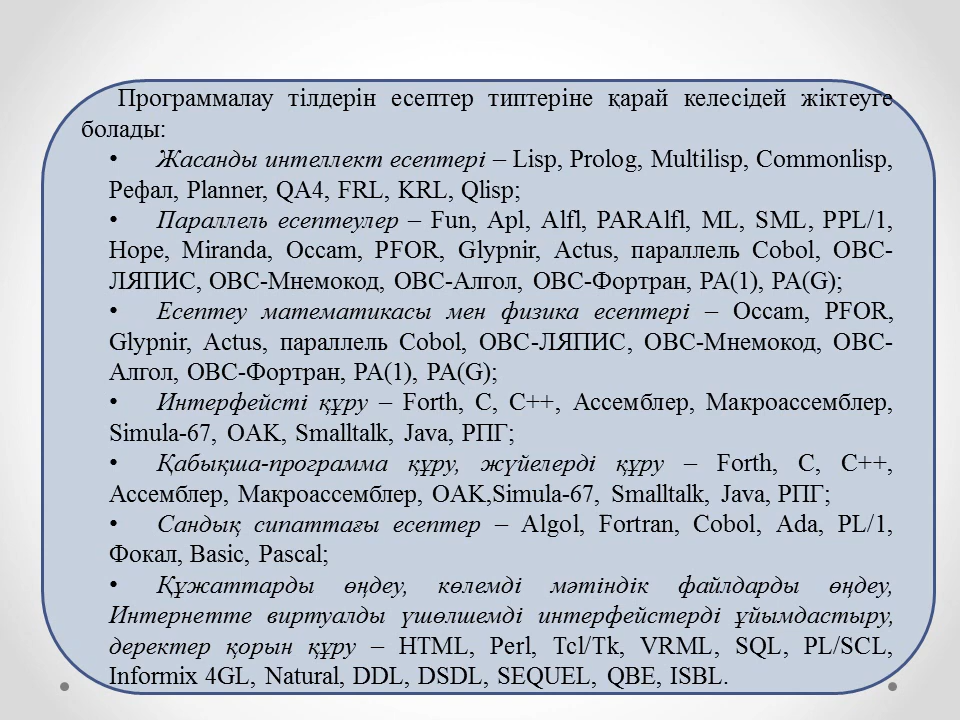 Программалау тілдерін есептер типтеріне қарай келесідей жіктеуге
болады:
• Жасанды интеллект есептері – Lisp, Prolog, Multilisp, Commonlisp,
Рефал, Planner, QA4, FRL, KRL, Qlisp;
• Параллель есептеулер – Fun, Apl, Alfl, PARAlfl, ML, SML, PPL/1,
Hope, Miranda, Occam, PFOR, Glypnir, Actus, параллель Cobol, ОВС-
ЛЯПИС, ОВС-Мнемокод, ОВС-Алгол, ОВС-Фортран, PA(1), PA(G);
• Есептеу математикасы мен физика есептері – Occam, PFOR,
Glypnir, Actus, параллель Cobol, ОВС-ЛЯПИС, ОВС-Мнемокод, ОВС-
Алгол, ОВС-Фортран, PA(1), PA(G);
• Интерфейсті құру – Forth, C, C++, Ассемблер, Макроассемблер,
Simula-67, OAK, Smalltalk, Java, РПГ;
• Қабықша-программа құру, жүйелерді құру – Forth, C, C++,
Ассемблер, Макроассемблер, OAK,Simula-67, Smalltalk, Java, РПГ;
• Сандық сипаттағы есептер – Algol, Fortran, Cobol, Ada, PL/1,
Фокал, Basic, Pascal;
• Құжаттарды өңдеу, көлемді мәтіндік файлдарды өңдеу,
Интернетте виртуалды үшөлшемді интерфейстерді ұйымдастыру,
деректер қорын құру – HTML, Perl, Tcl/Tk, VRML, SQL, PL/SCL,
Informix 4GL, Natural, DDL, DSDL, SEQUEL, QBE, ISBL.